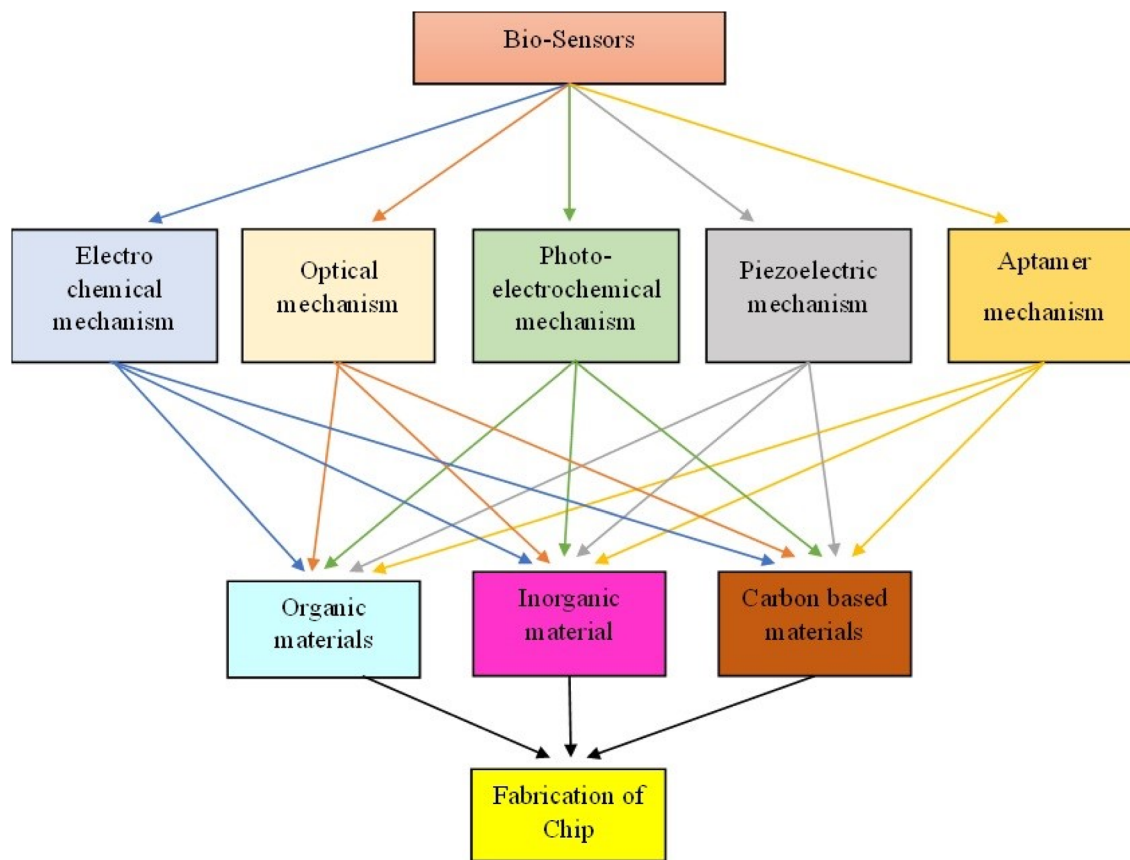 Bio-Sensors
Electro
chemical
mechanism
Optical
mechanism
Photo-
electrochemical
mechanism
Piezoelectric
mechanism
Aptamer
mechanism
Organic
materials
Inorganic
material
Carbon based
materials
Fabrication of
Chip